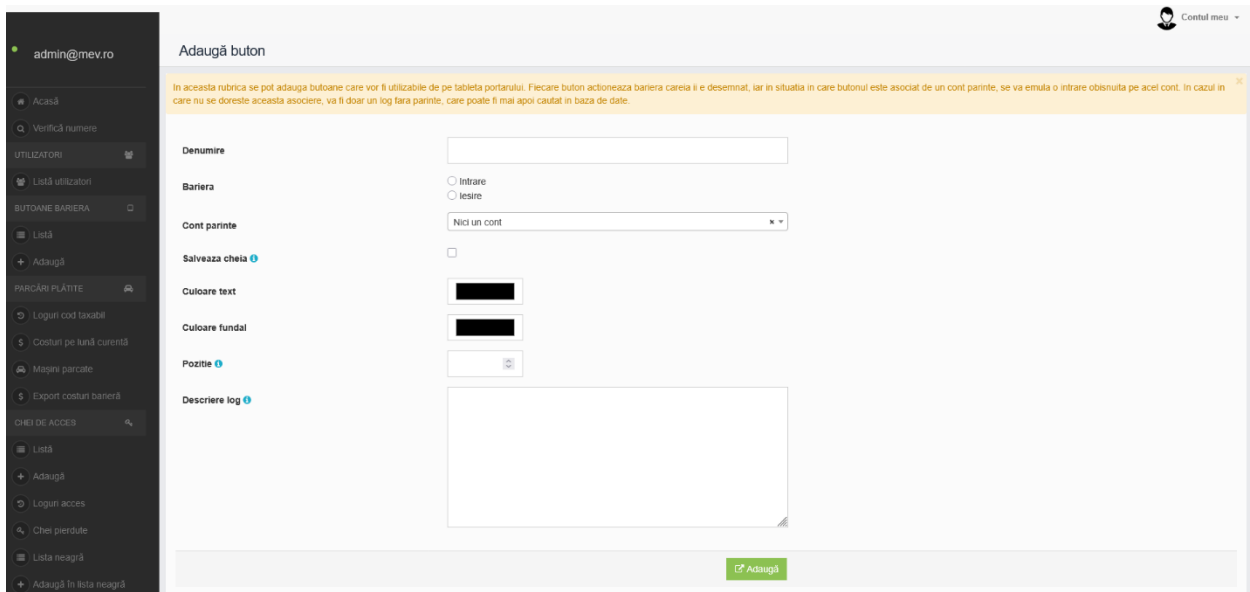 Contul meu
admin@mev.ro
Adaugă buton
In aceasta rubrica se pot adauga butoane care vor fi utilizabile de pe tableta portarului. Fiecare buton actioneaza bariera careia ii e desemnat, iar in situatia in care butonul este asociat de un cont parinte, se va emula o intrare obisnuita pe acel cont. In cazul in
care nu se doreste aceasta asociere, va fi doar un log fara parinte, care poate fi mai apoi cautat in baza de date.
Acasă
Verifică numere
UTILIZATORI
Listă utilizatori
BUTOANE BARIERA
Listă
Adaugă
PARCĂRI PLĂTITE
Loguri cod taxabil
Costuri pe lună curentă
Mașini parcate
Export costuri barieră
CHEI DE ACCES
Listă
Adaugă
Loguri acces
Chei pierdute
Lista neagră
Adaugă în lista neagră
Denumire
Bariera
Intrare
Iesire
Cont parinte
Nici un cont
Salveaza cheia
Culoare text
Culoare fundal
Pozitie
Descriere log
Adaugă